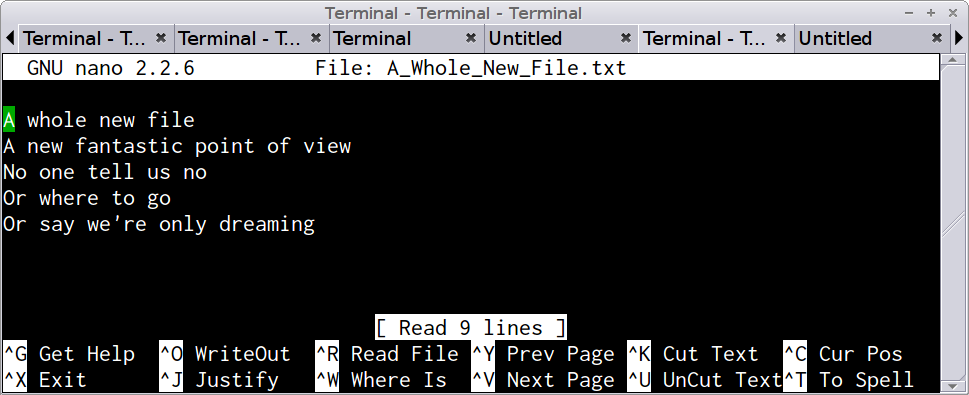 Terminal - Terminal - Terminal
Terminal - T... Terminal - T... Terminal Untitled Terminal - T... Untitled
GNU nano 2.2.6 File: A_Whole_New_File.txt
A whole new file
A new fantastic point of view
No one tell us no
Or where to go
Or say we're only dreaming
[ Read 9 lines ]
^G Get Help ^O WriteOut ^R Read File ^Y Prev Page ^K Cut Text ^C Cur Pos
^X Exit ^J Justify ^W Where Is ^V Next Page ^U UnCut Text ^T To Spell